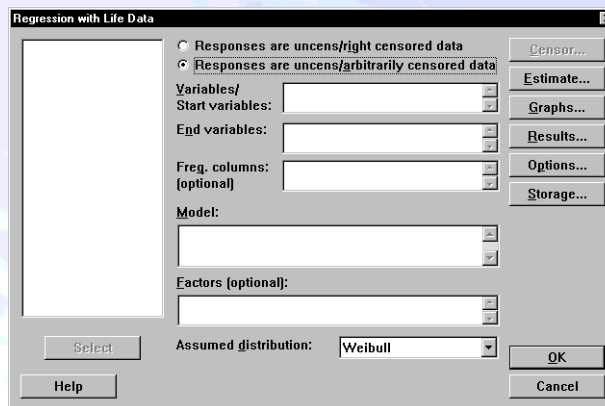 Regression with Life Data
Responses are uncens/right censored data
Responses are uncens/arbitrarily censored data
Variables/
Start variables:
End variables:
Freq. columns:
(optional)
Model:
Factors (optional):
Assumed distribution:
Weibull
Censor...
Estimate...
Graphs...
Results...
Options...
Storage...
Select
Help
OK
Cancel